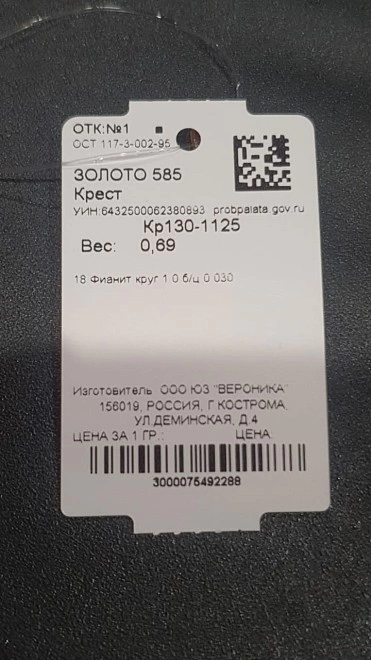 ОТК:№1
ОСТ 117-3-002-95
ЗОЛОТО 585
Крест
УИН:6432500062380893 probpalata.gov.ru
Кр130-1125
Вес: 0,69
18 Фианит круг 1.0 б/ц 0.030
Изготовитель ООО ЮЗ "ВЕРОНИКА"
156019, РОССИЯ, Г.КОСТРОМА,
УЛ.ДЕМИНСКАЯ, Д.4
ЦЕНА ЗА 1 ГР.: ЦЕНА:
3000075492288